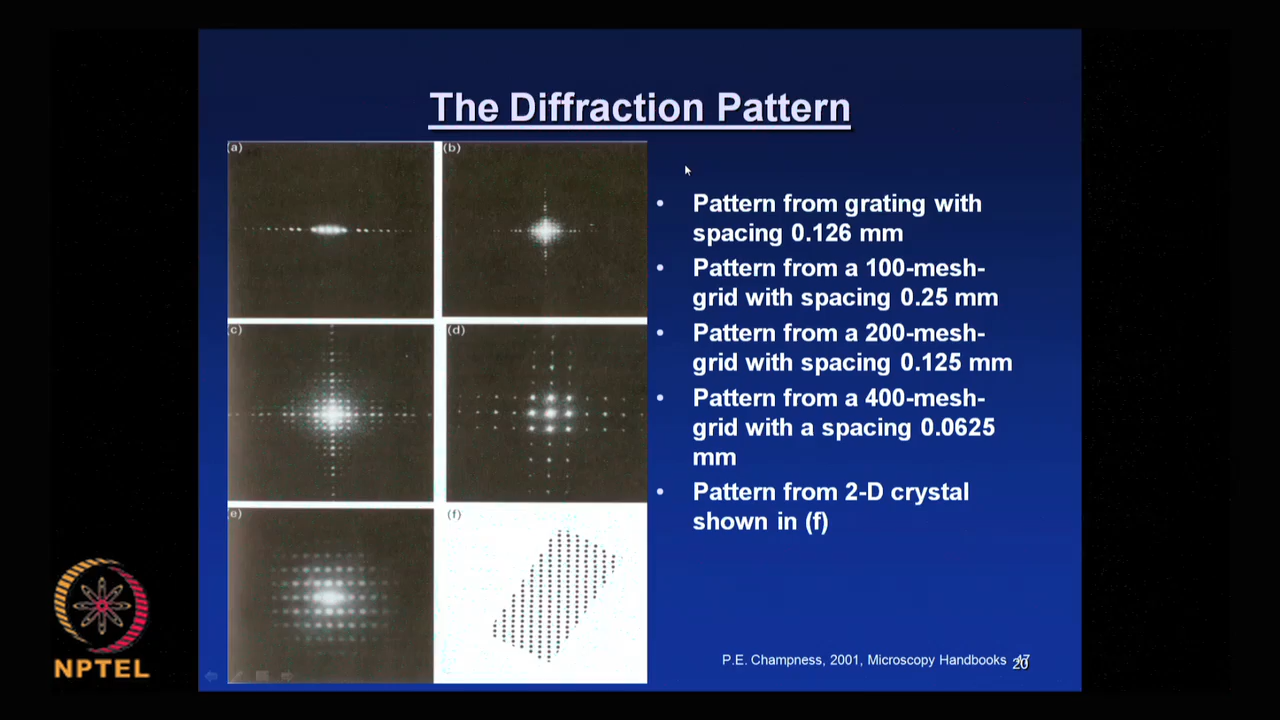 The Diffraction Pattern
(a)
(b)
(c)
(d)
(e)
(f)
• Pattern from grating with
spacing 0.126 mm
• Pattern from a 100-mesh-
grid with spacing 0.25 mm
• Pattern from a 200-mesh-
grid with spacing 0.125 mm
• Pattern from a 400-mesh-
grid with a spacing 0.0625
mm
• Pattern from 2-D crystal
shown in (f)
P.E. Champness, 2001, Microscopy Handbooks 47
20
NPTEL